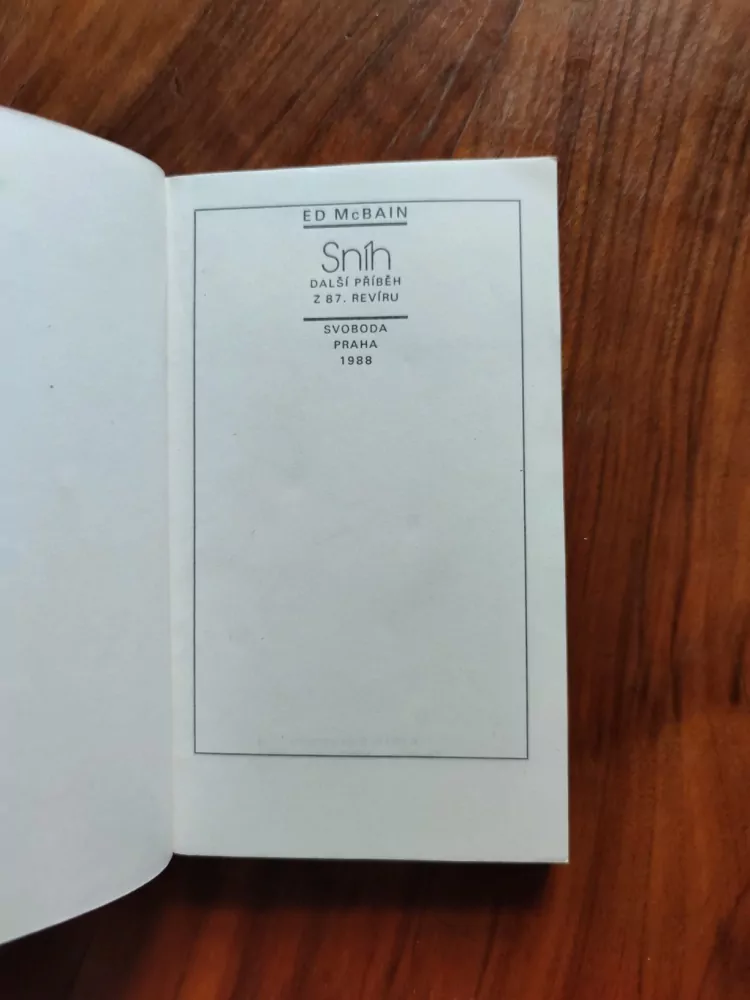 ED McBAIN
Sníh
DALŠÍ PŘÍBĚH
Z 87. REVÍRU
SVOBODA
PRAHA
1988